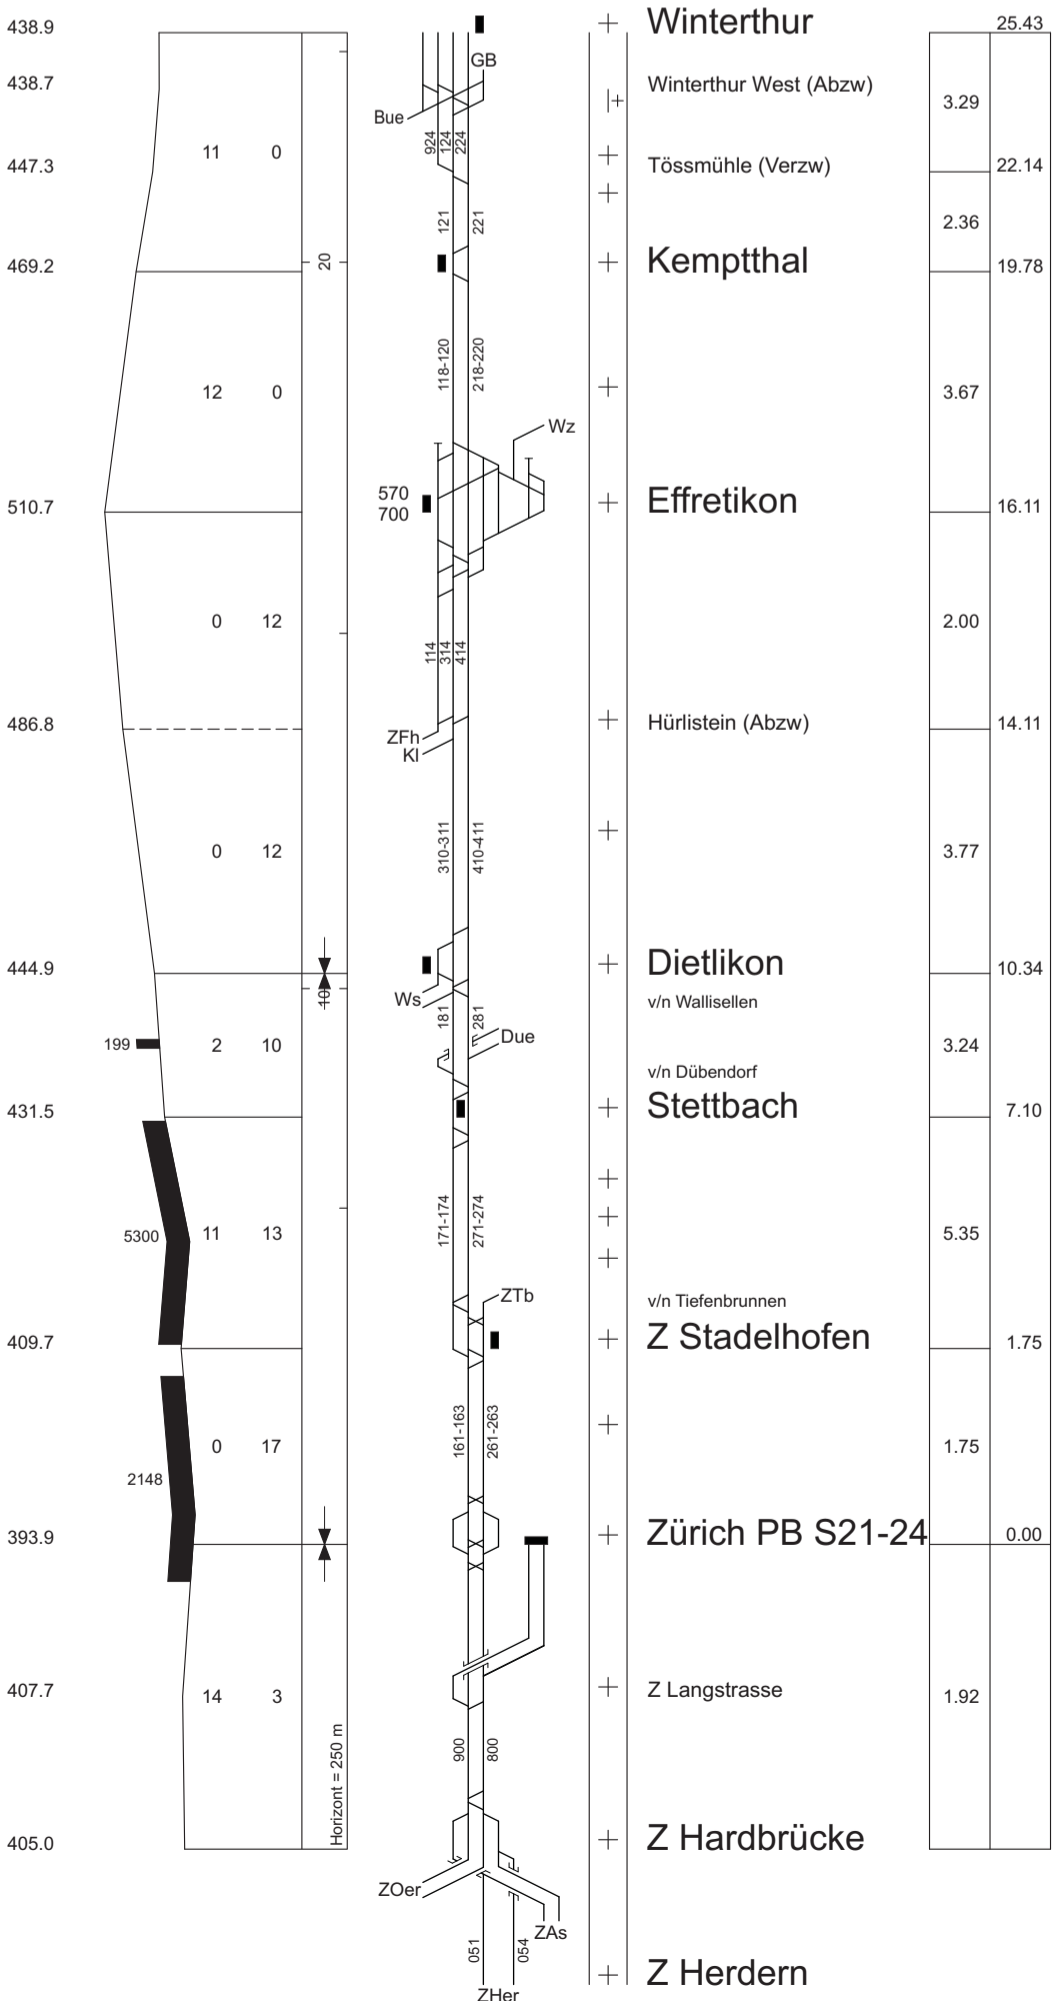 438.9 Winterthur 25.43
GB
438.7 Winterthur West (Abzw) 3.29
Bue
924 124 224
11 0
447.3 Tössmühle (Verzw) 22.14
121 221 2.36
469.2 20 Kemptthal 19.78
118-120 218-220
12 0 3.67
Wz
570
700
510.7 Effretikon 16.11
0 12 2.00
114 314 414
486.8 Hürlistein (Abzw) 14.11
ZFh
Kl
0 12 310-311 410-411 3.77
444.9 Dietlikon 10.34
10 Ws v/n Wallisellen
181 281
199 2 10 Due 3.24
v/n Dübendorf
431.5 Stettbach 7.10
5300 11 13 171-174 271-274 5.35
ZTb v/n Tiefenbrunnen
409.7 Z Stadelhofen 1.75
0 17 161-163 261-263 1.75
2148
393.9 Zürich PB S21-24 0.00
407.7 14 3 Z Langstrasse 1.92
900 800
Horizont = 250 m
405.0 Z Hardbrücke
ZOer
ZAs
051 054
Z Herdern
ZHer